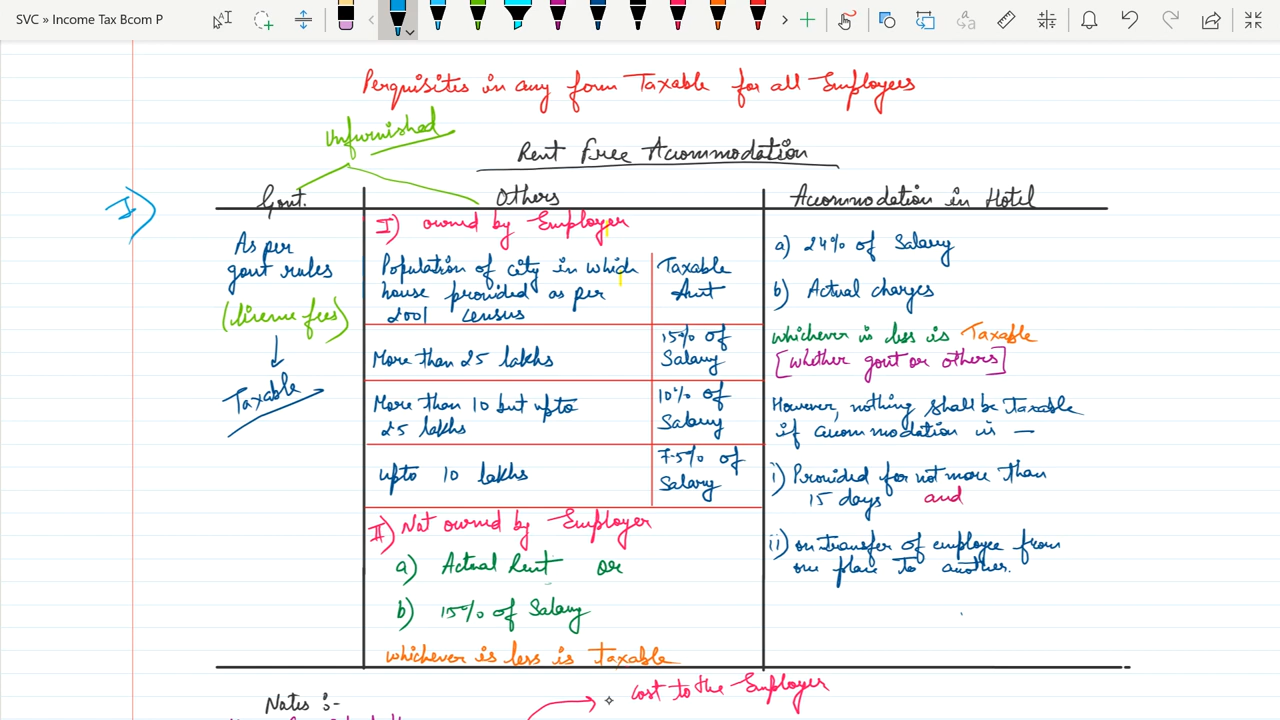 SVC » Income Tax Bcom P
Perquisites in any form Taxable for all Employees
Unfurnished
Rent Free Accommodation
I)
Govt.
As per
govt rules
(license fees)
Taxable
Others
I) owned by Employer
Population of city in which
house provided as per
2001 census
Taxable
Amt
More than 25 lakhs
15% of
Salary
More than 10 but upto
25 lakhs
10% of
Salary
upto 10 lakhs
7.5% of
Salary
II) Not owned by Employer
a) Actual Rent or
b) 15% of Salary
whichever is less is taxable
Accommodation in Hotel
a) 24% of Salary
b) Actual charges
whichever is less is Taxable
[whether govt or others]
However, nothing shall be taxable
if accommodation is —
i) Provided for not more than
15 days and
ii) on transfer of employee from
one place to another.
Notes :-
cost to the Employer